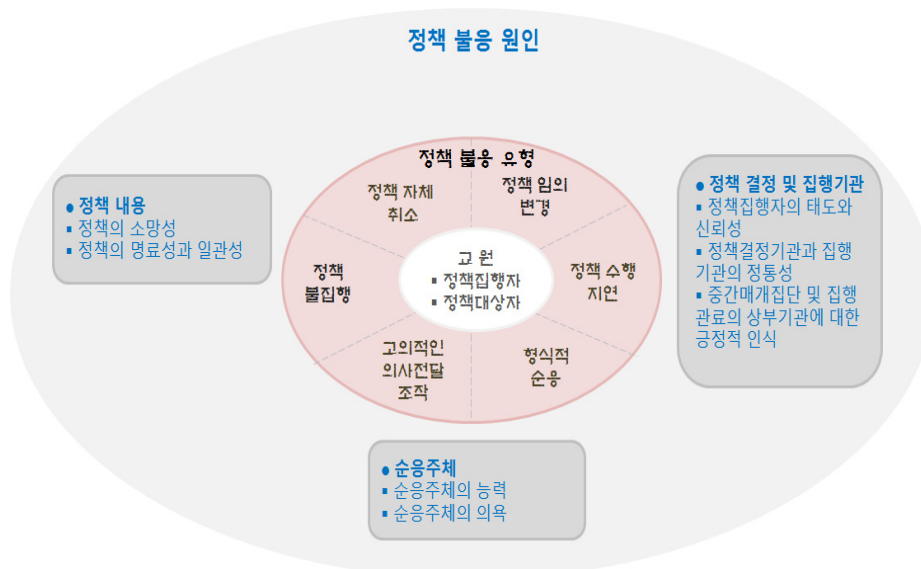 정책 불응 원인
정책 불응 유형
정책 자체
취소
정책 임의
변경
정책
불집행
정책 수행
지연
고의적인
의사전달
조작
형식적
순응
교 원
▪ 정책집행자
▪ 정책대상자
● 정책 내용
▪ 정책의 소망성
▪ 정책의 명료성과 일관성
● 정책 결정 및 집행기관
▪ 정책집행자의 태도와
신뢰성
▪ 정책결정기관과 집행
기관의 정통성
▪ 중간매개집단 및 집행
관료의 상부기관에 대한
긍정적 인식
● 순응주체
▪ 순응주체의 능력
▪ 순응주체의 의욕